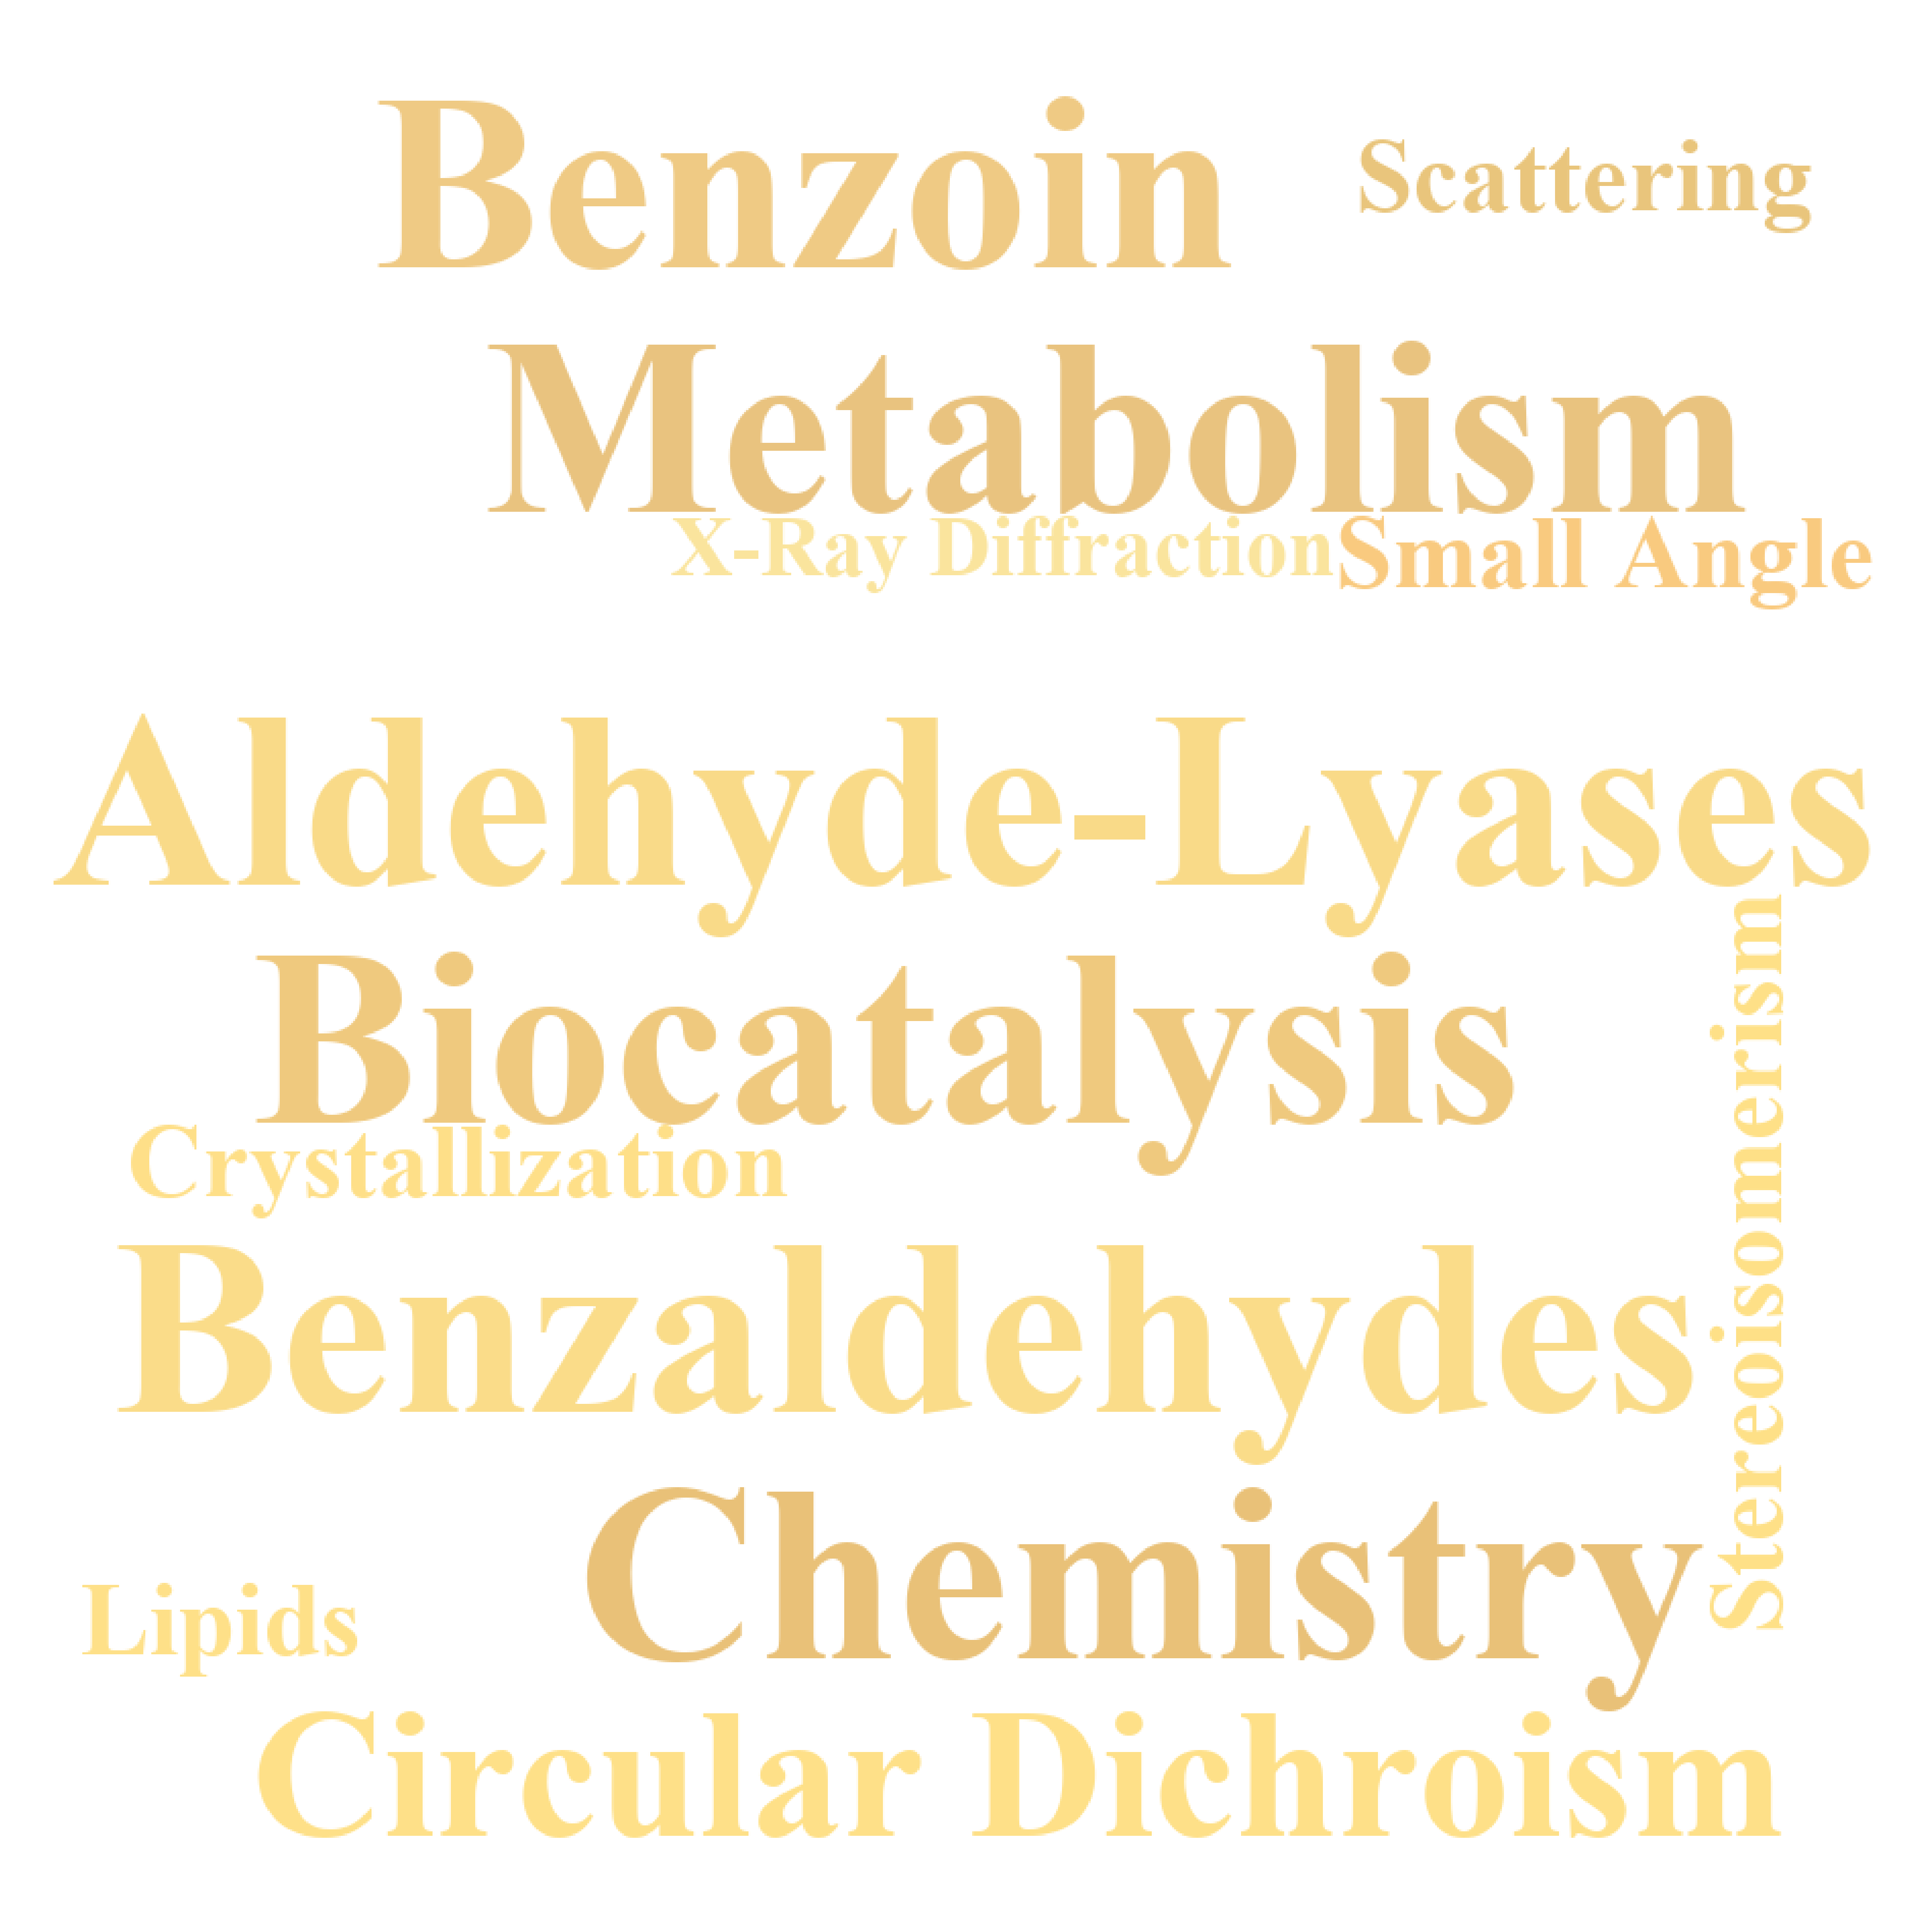 Benzoin
Scattering
Metabolism
X-Ray Diffraction
Small Angle
Aldehyde-Lyases
Biocatalysis
Stereoisomerism
Crystallization
Benzaldehydes
Chemistry
Lipids
Circular Dichroism